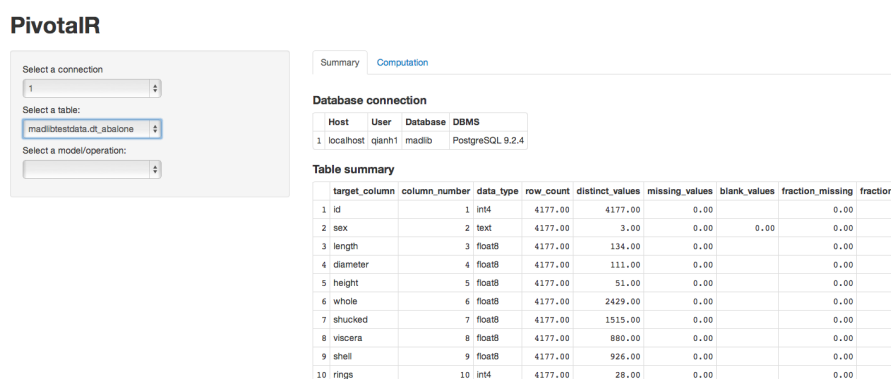 PivotalR
Select a connection
1
Select a table:
madlibtestdata.dt_abalone
Select a model/operation:
Summary Computation
Database connection
Host User Database DBMS
1 localhost qianh1 madlib PostgreSQL 9.2.4
Table summary
target_column column_number data_type row_count distinct_values missing_values blank_values fraction_missing fraction
1 id 1 int4 4177.00 4177.00 0.00 0.00
2 sex 2 text 4177.00 3.00 0.00 0.00 0.00
3 length 3 float8 4177.00 134.00 0.00 0.00
4 diameter 4 float8 4177.00 111.00 0.00 0.00
5 height 5 float8 4177.00 51.00 0.00 0.00
6 whole 6 float8 4177.00 2429.00 0.00 0.00
7 shucked 7 float8 4177.00 1515.00 0.00 0.00
8 viscera 8 float8 4177.00 880.00 0.00 0.00
9 shell 9 float8 4177.00 926.00 0.00 0.00
10 rings 10 int4 4177.00 28.00 0.00 0.00